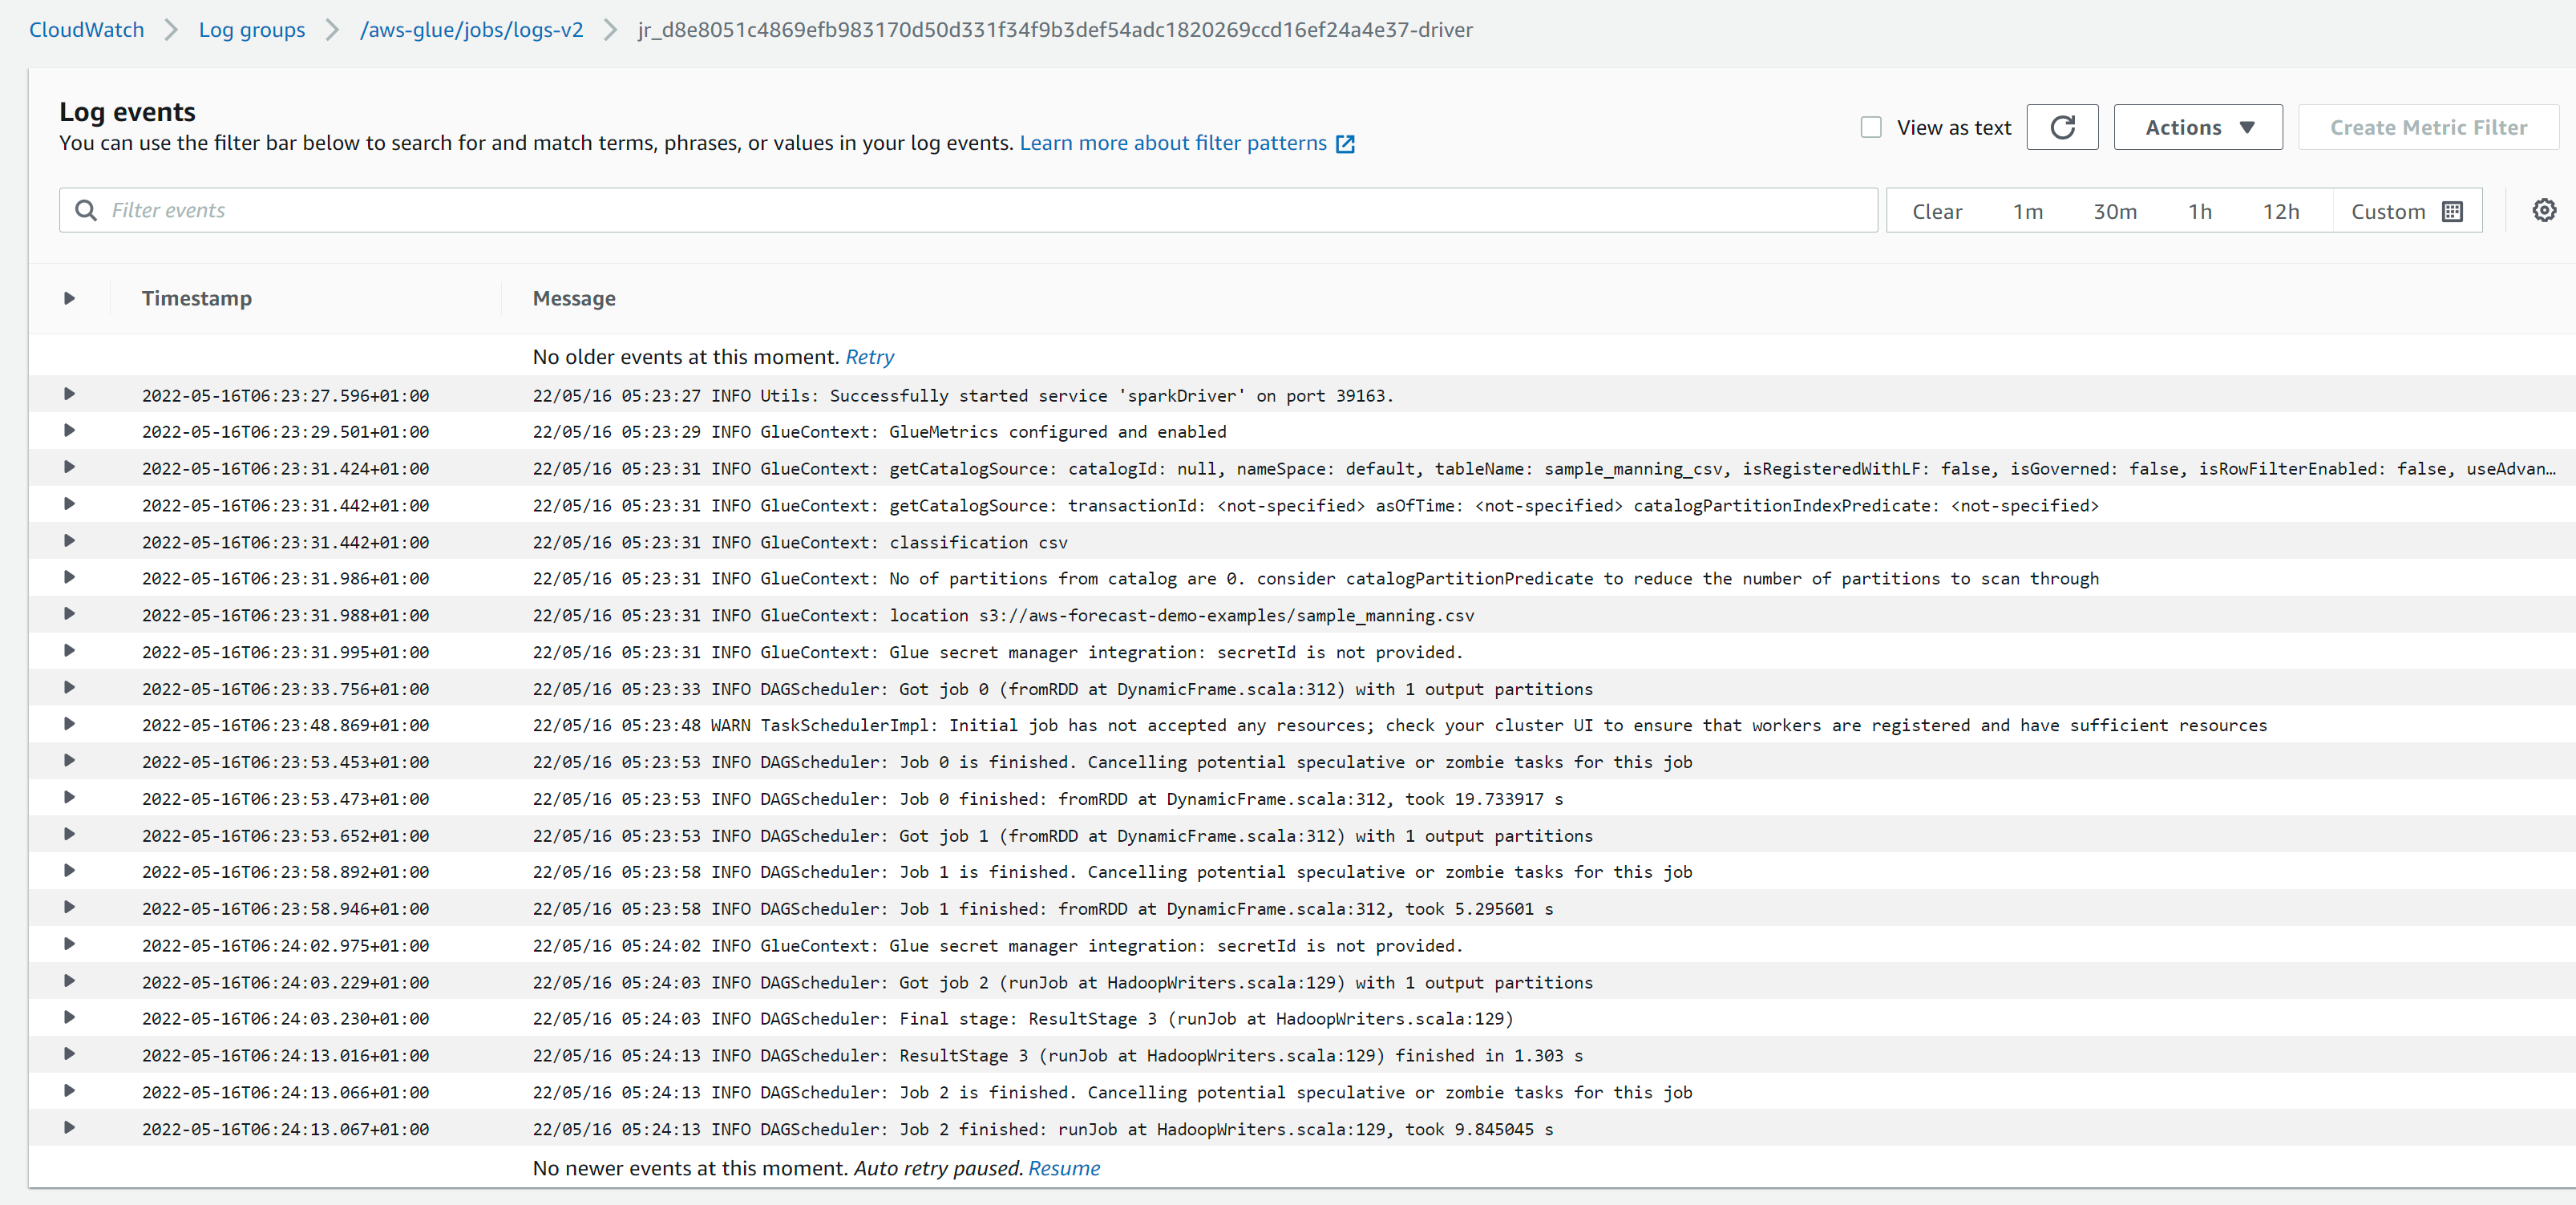 CloudWatch > Log groups > /aws-glue/jobs/logs-v2 > jr_d8e8051c4869efb983170d50d331f34f9b3def54adc1820269ccd16ef24a4e37-driver
Log events
You can use the filter bar below to search for and match terms, phrases, or values in your log events. Learn more about filter patterns
View as text Actions Create Metric Filter
Filter events Clear 1m 30m 1h 12h Custom
Timestamp Message
No older events at this moment. Retry
2022-05-16T06:23:27.596+01:00 22/05/16 05:23:27 INFO Utils: Successfully started service 'sparkDriver' on port 39163.
2022-05-16T06:23:29.501+01:00 22/05/16 05:23:29 INFO GlueContext: GlueMetrics configured and enabled
2022-05-16T06:23:31.424+01:00 22/05/16 05:23:31 INFO GlueContext: getCatalogSource: catalogId: null, nameSpace: default, tableName: sample_manning_csv, isRegisteredWithLF: false, isGoverned: false, isRowFilterEnabled: false, useAdvan…
2022-05-16T06:23:31.442+01:00 22/05/16 05:23:31 INFO GlueContext: getCatalogSource: transactionId: <not-specified> asOfTime: <not-specified> catalogPartitionIndexPredicate: <not-specified>
2022-05-16T06:23:31.442+01:00 22/05/16 05:23:31 INFO GlueContext: classification csv
2022-05-16T06:23:31.986+01:00 22/05/16 05:23:31 INFO GlueContext: No of partitions from catalog are 0. consider catalogPartitionPredicate to reduce the number of partitions to scan through
2022-05-16T06:23:31.988+01:00 22/05/16 05:23:31 INFO GlueContext: location s3://aws-forecast-demo-examples/sample_manning.csv
2022-05-16T06:23:31.995+01:00 22/05/16 05:23:31 INFO GlueContext: Glue secret manager integration: secretId is not provided.
2022-05-16T06:23:33.756+01:00 22/05/16 05:23:33 INFO DAGScheduler: Got job 0 (fromRDD at DynamicFrame.scala:312) with 1 output partitions
2022-05-16T06:23:48.869+01:00 22/05/16 05:23:48 WARN TaskSchedulerImpl: Initial job has not accepted any resources; check your cluster UI to ensure that workers are registered and have sufficient resources
2022-05-16T06:23:53.453+01:00 22/05/16 05:23:53 INFO DAGScheduler: Job 0 is finished. Cancelling potential speculative or zombie tasks for this job
2022-05-16T06:23:53.473+01:00 22/05/16 05:23:53 INFO DAGScheduler: Job 0 finished: fromRDD at DynamicFrame.scala:312, took 19.733917 s
2022-05-16T06:23:53.652+01:00 22/05/16 05:23:53 INFO DAGScheduler: Got job 1 (fromRDD at DynamicFrame.scala:312) with 1 output partitions
2022-05-16T06:23:58.892+01:00 22/05/16 05:23:58 INFO DAGScheduler: Job 1 is finished. Cancelling potential speculative or zombie tasks for this job
2022-05-16T06:23:58.946+01:00 22/05/16 05:23:58 INFO DAGScheduler: Job 1 finished: fromRDD at DynamicFrame.scala:312, took 5.295601 s
2022-05-16T06:24:02.975+01:00 22/05/16 05:24:02 INFO GlueContext: Glue secret manager integration: secretId is not provided.
2022-05-16T06:24:03.229+01:00 22/05/16 05:24:03 INFO DAGScheduler: Got job 2 (runJob at HadoopWriters.scala:129) with 1 output partitions
2022-05-16T06:24:03.230+01:00 22/05/16 05:24:03 INFO DAGScheduler: Final stage: ResultStage 3 (runJob at HadoopWriters.scala:129)
2022-05-16T06:24:13.016+01:00 22/05/16 05:24:13 INFO DAGScheduler: ResultStage 3 (runJob at HadoopWriters.scala:129) finished in 1.303 s
2022-05-16T06:24:13.066+01:00 22/05/16 05:24:13 INFO DAGScheduler: Job 2 is finished. Cancelling potential speculative or zombie tasks for this job
2022-05-16T06:24:13.067+01:00 22/05/16 05:24:13 INFO DAGScheduler: Job 2 finished: runJob at HadoopWriters.scala:129, took 9.845045 s
No newer events at this moment. Auto retry paused. Resume